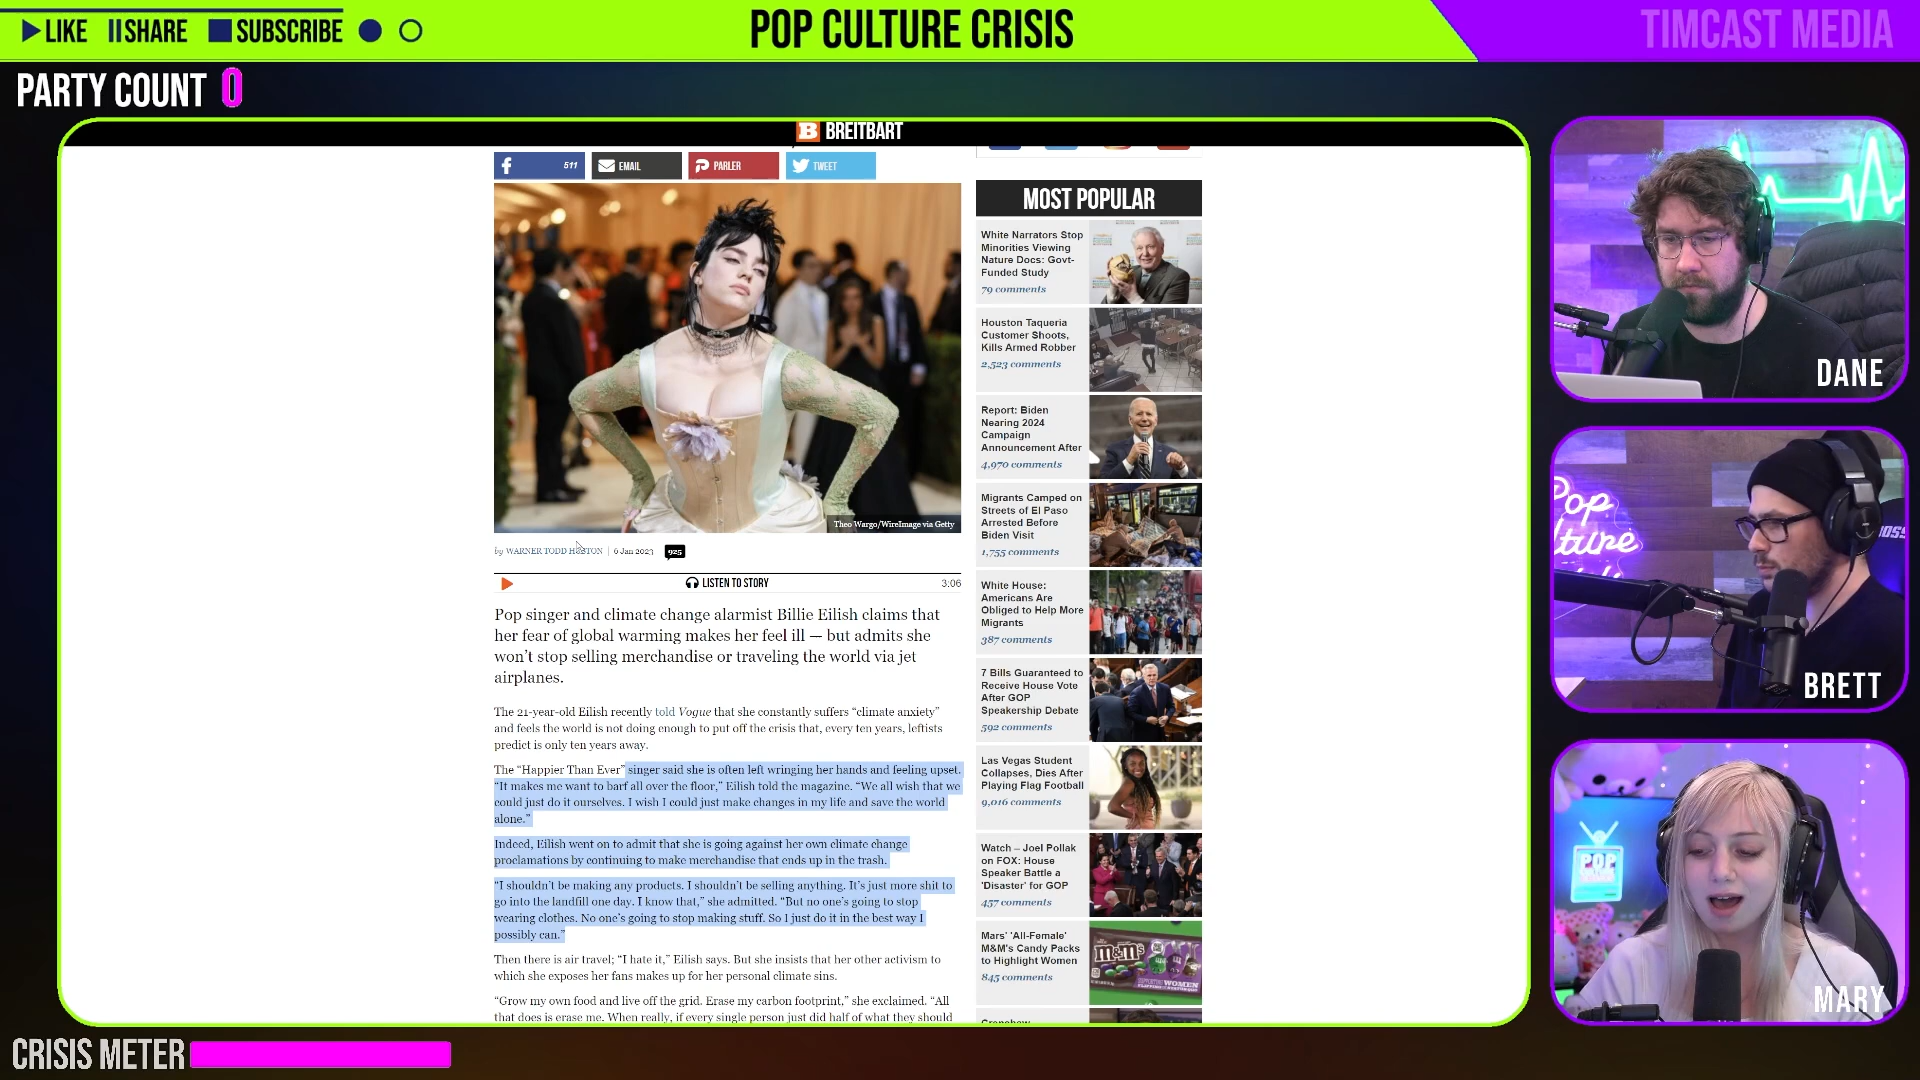 LIKE SHARE SUBSCRIBE
POP CULTURE CRISIS
TIMCAST MEDIA
PARTY COUNT 0
B BREITBART
511
EMAIL
PARLER
TWEET
Theo Wargo/WireImage via Getty
by WARNER TODD HUSTON | 6 Jan 2023 925
LISTEN TO STORY 3:06
Pop singer and climate change alarmist Billie Eilish claims that
her fear of global warming makes her feel ill — but admits she
won’t stop selling merchandise or traveling the world via jet
airplanes.
The 21-year-old Eilish recently told Vogue that she constantly suffers “climate anxiety”
and feels the world is not doing enough to put off the crisis that, every ten years, leftists
predict is only ten years away.
The “Happier Than Ever” singer said she is often left wringing her hands and feeling upset.
“It makes me want to barf all over the floor,” Eilish told the magazine. “We all wish that we
could just do it ourselves. I wish I could just make changes in my life and save the world
alone.”
Indeed, Eilish went on to admit that she is going against her own climate change
proclamations by continuing to make merchandise that ends up in the trash.
“I shouldn’t be making any products. I shouldn’t be selling anything. It’s just more shit to
go into the landfill one day. I know that,” she admitted. “But no one’s going to stop
wearing clothes. No one’s going to stop making stuff. So I just do it in the best way I
possibly can.”
Then there is air travel; “I hate it,” Eilish says. But she insists that her other activism to
which she exposes her fans makes up for her personal climate sins.
“Grow my own food and live off the grid. Erase my carbon footprint,” she exclaimed. “All
that does is erase me. When really, if every single person just did half of what they should
MOST POPULAR
White Narrators Stop
Minorities Viewing
Nature Docs: Govt-
Funded Study
79 comments
Houston Taqueria
Customer Shoots,
Kills Armed Robber
2,523 comments
Report: Biden
Nearing 2024
Campaign
Announcement After
4,970 comments
Migrants Camped on
Streets of El Paso
Arrested Before
Biden Visit
1,755 comments
White House:
Americans Are
Obliged to Help More
Migrants
387 comments
7 Bills Guaranteed to
Receive House Vote
After GOP
Speakership Debate
592 comments
Las Vegas Student
Collapses, Dies After
Playing Flag Football
9,016 comments
Watch – Joel Pollak
on FOX: House
Speaker Battle a
'Disaster' for GOP
457 comments
Mars' 'All-Female'
M&M's Candy Packs
to Highlight Women
845 comments
m&m's
WOMEN
DANE
Pop
BRETT
POP
MARY
CRISIS METER